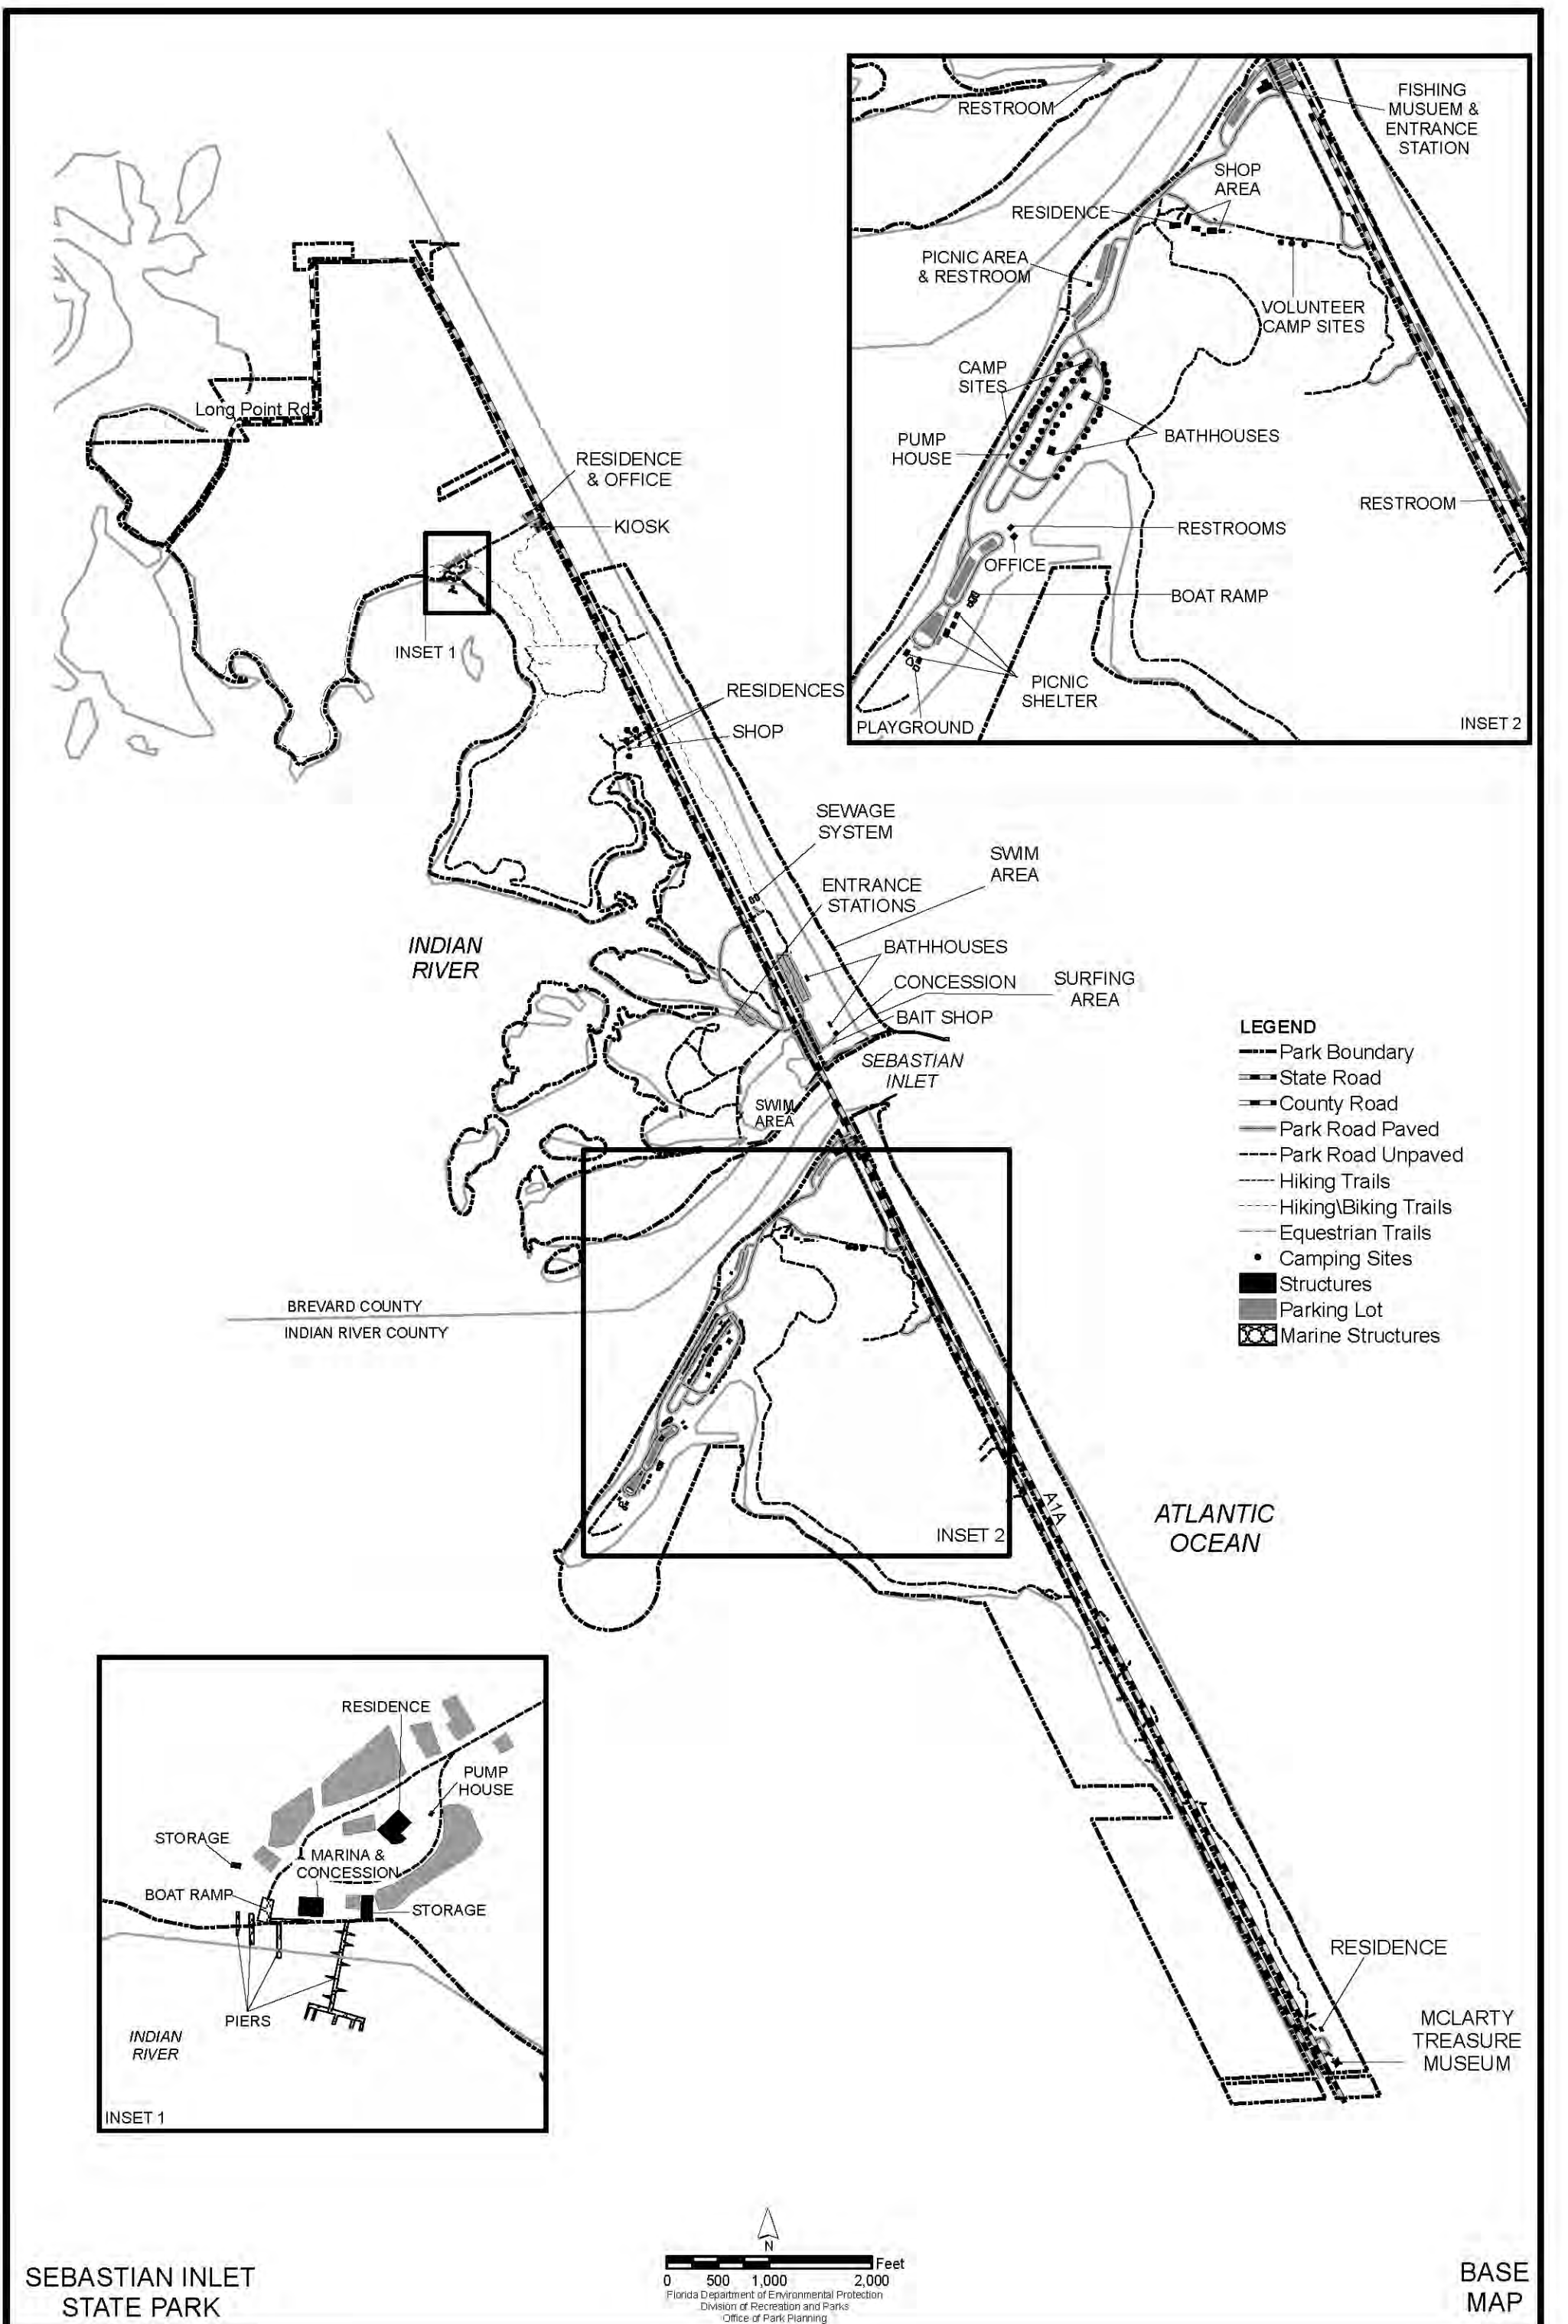 RESTROOM
FISHING
MUSUEM &
ENTRANCE
STATION
SHOP
AREA
RESIDENCE
PICNIC AREA
& RESTROOM
VOLUNTEER
CAMP SITES
CAMP
SITES
PUMP
HOUSE
BATHHOUSES
RESTROOM
RESTROOMS
OFFICE
BOAT RAMP
PICNIC
SHELTER
PLAYGROUND
INSET 2
Long Point Rd
RESIDENCE
& OFFICE
KIOSK
INSET 1
RESIDENCES
SHOP
SEWAGE
SYSTEM
SWIM
AREA
ENTRANCE
STATIONS
INDIAN
RIVER
BATHHOUSES
CONCESSION
SURFING
AREA
BAIT SHOP
SEBASTIAN
INLET
SWIM
AREA
LEGEND
Park Boundary
State Road
County Road
Park Road Paved
Park Road Unpaved
Hiking Trails
Hiking\Biking Trails
Equestrian Trails
Camping Sites
Structures
Parking Lot
Marine Structures
BREVARD COUNTY
INDIAN RIVER COUNTY
A1A
ATLANTIC
OCEAN
INSET 2
RESIDENCE
PUMP
HOUSE
STORAGE
MARINA &
CONCESSION
BOAT RAMP
STORAGE
PIERS
INDIAN
RIVER
INSET 1
RESIDENCE
MCLARTY
TREASURE
MUSEUM
N
Feet
0 500 1,000 2,000
Florida Department of Environmental Protection
Division of Recreation and Parks
Office of Park Planning
SEBASTIAN INLET
STATE PARK
BASE
MAP